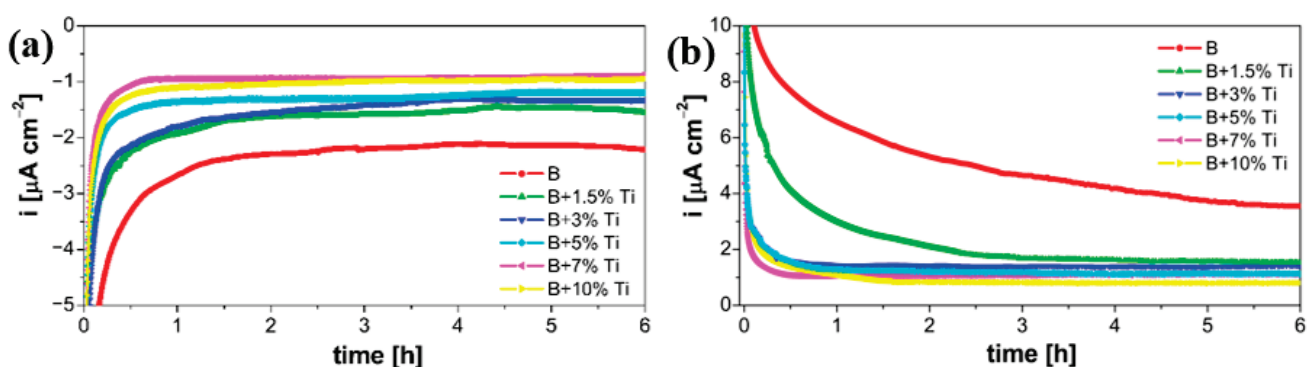 (a)
i [µA cm⁻²]
0
−1
−2
−3
−4
−5
B
B+1.5% Ti
B+3% Ti
B+5% Ti
B+7% Ti
B+10% Ti
0 1 2 3 4 5 6
time [h]
(b)
i [µA cm⁻²]
10
8
6
4
2
0
B
B+1.5% Ti
B+3% Ti
B+5% Ti
B+7% Ti
B+10% Ti
0 1 2 3 4 5 6
time [h]